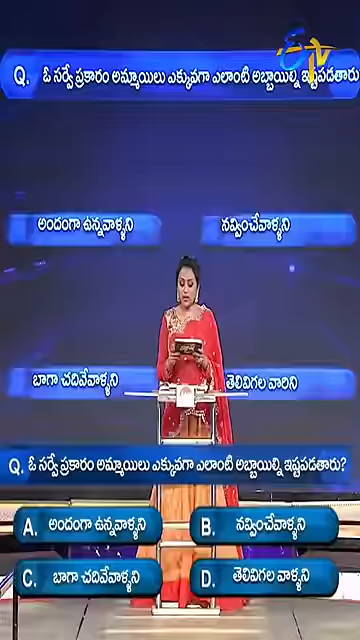 ETV
Q. ఓ సర్వే ప్రకారం అమ్మాయిలు ఎక్కువగా ఎలాంటి అబ్బాయిల్ని ఇష్టపడతారు
అందంగా ఉన్నవాళ్ళని
నవ్వించేవాళ్ళని
బాగా చదివేవాళ్ళని
తెలివిగల వారిని
Q. ఓ సర్వే ప్రకారం అమ్మాయిలు ఎక్కువగా ఎలాంటి అబ్బాయిల్ని ఇష్టపడతారు?
A. అందంగా ఉన్నవాళ్ళని
B. నవ్వించేవాళ్ళని
C. బాగా చదివేవాళ్ళని
D. తెలివిగల వాళ్ళని